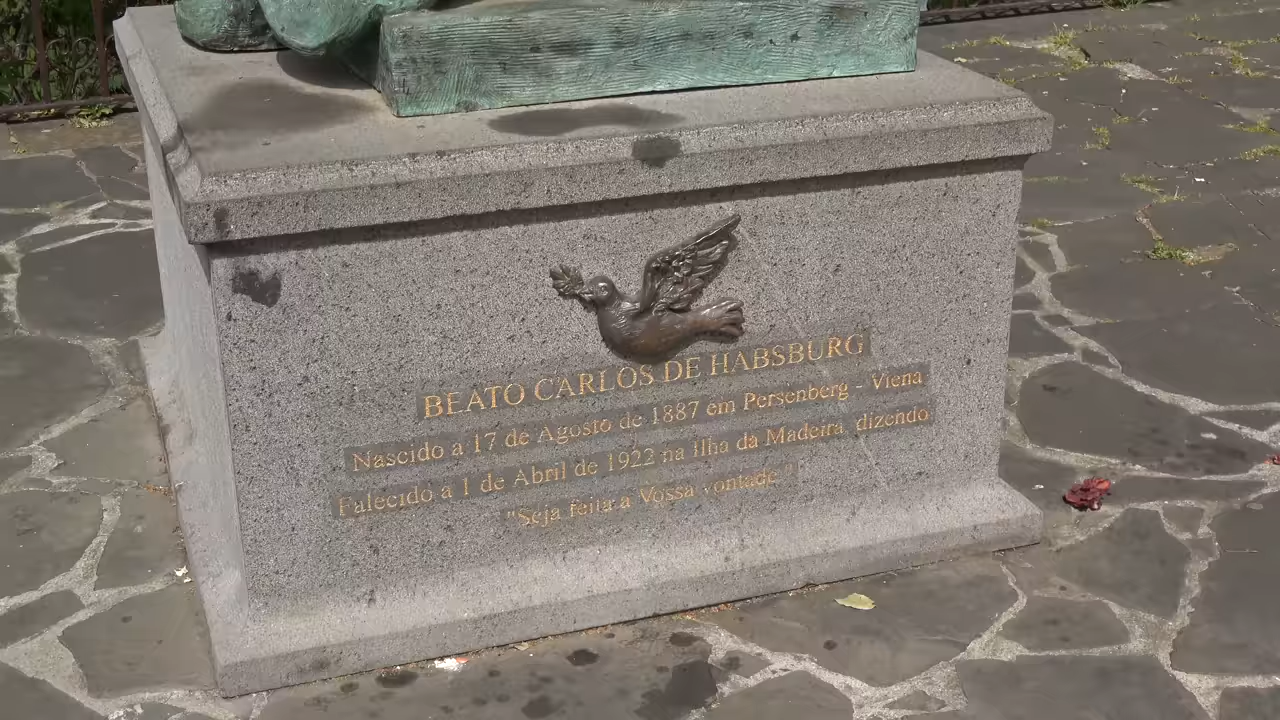 BEATO CARLOS DE HABSBURG
Nascido a 17 de Agosto de 1887 em Persenberg - Viena
Falecido a 1 de Abril de 1922 na Ilha da Madeira, dizendo
"Seja feita a Vossa vontade"!